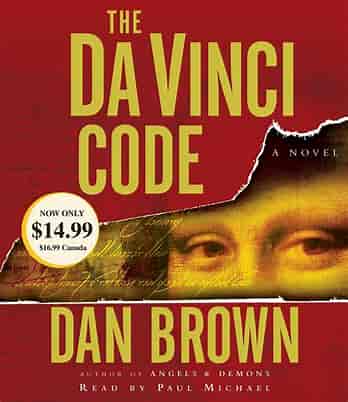 THE
DA VINCI
CODE
A NOVEL
NOW ONLY
$14.99
$16.99 Canada
DAN BROWN
AUTHOR OF ANGELS & DEMONS
READ BY PAUL MICHAEL